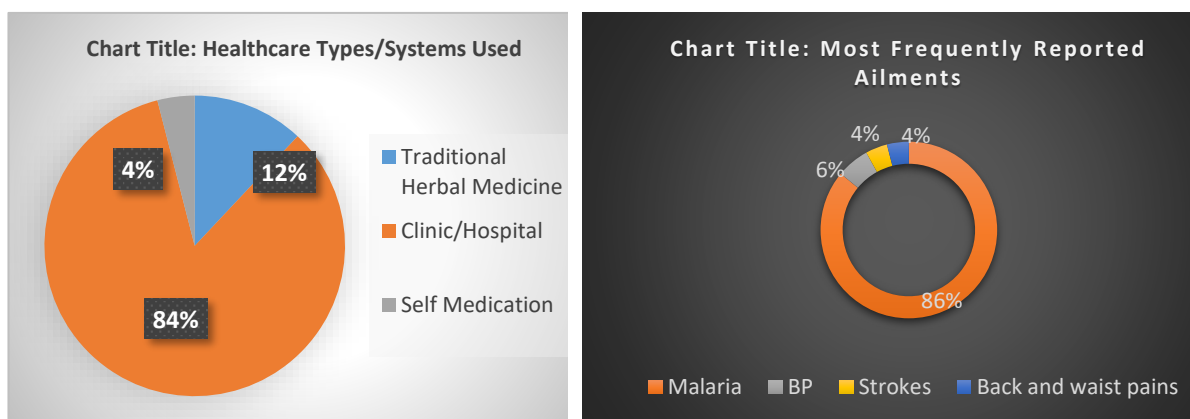 Chart Title: Healthcare Types/Systems Used
4%
12%
84%
Traditional
Herbal Medicine
Clinic/Hospital
Self Medication
Chart Title: Most Frequently Reported
Ailments
4%
4%
6%
86%
Malaria BP Strokes Back and waist pains